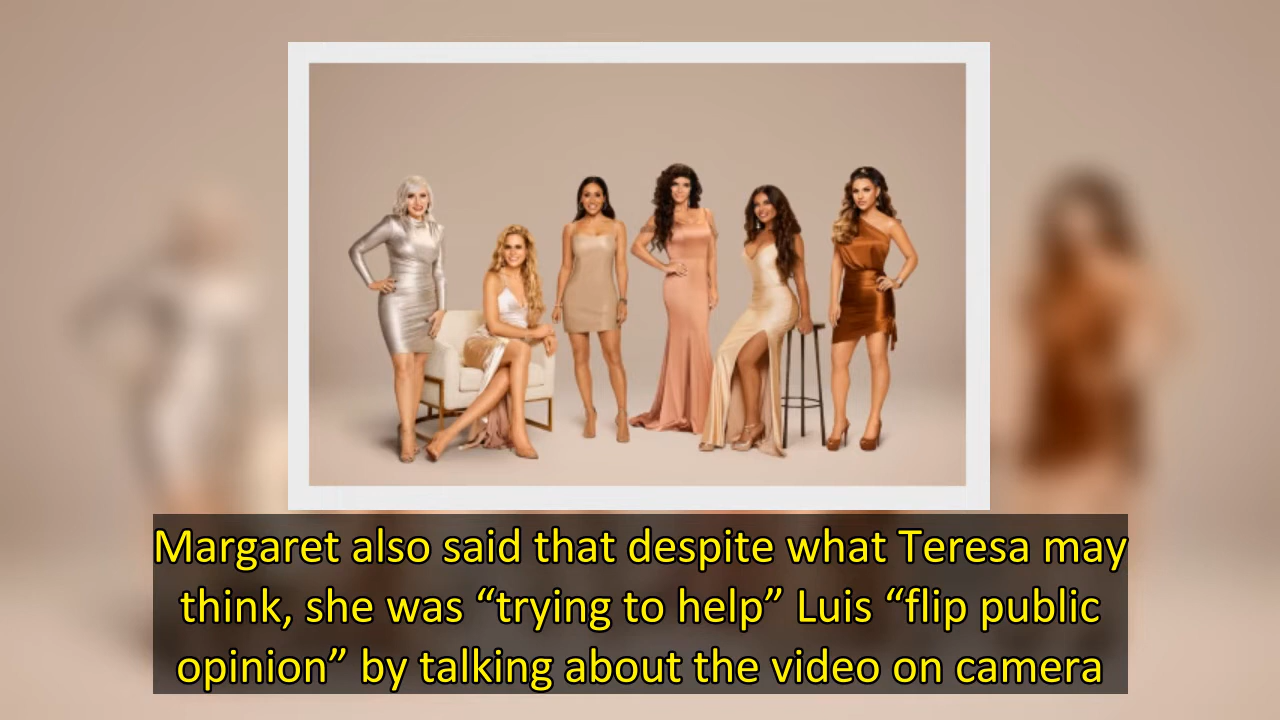 Margaret also said that despite what Teresa may
think, she was “trying to help” Luis “flip public
opinion” by talking about the video on camera